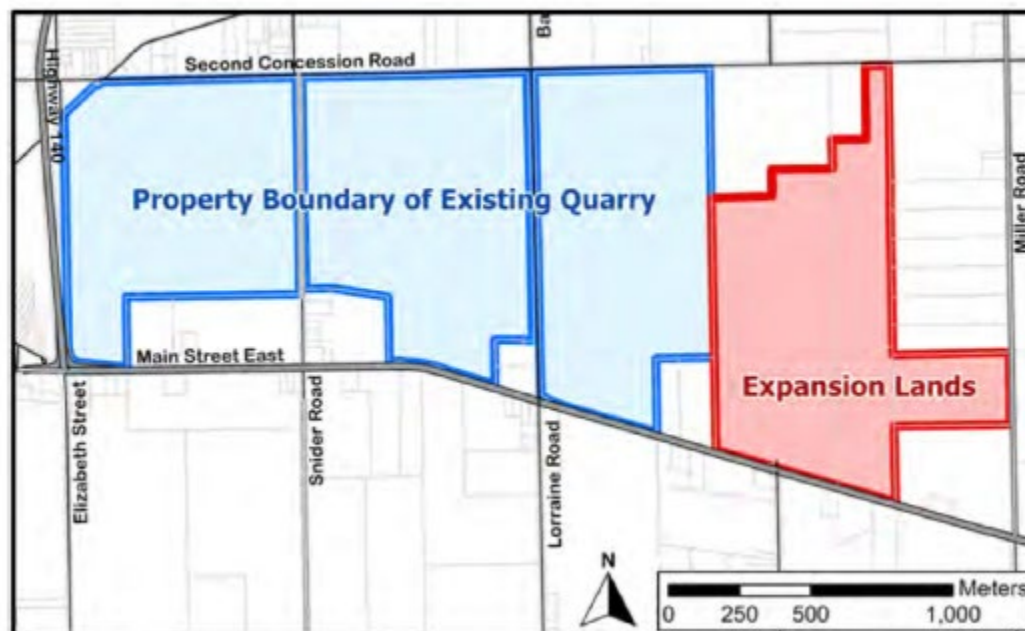 Highway 140
Second Concession Road
Ba
Miller Road
Property Boundary of Existing Quarry
Main Street East
Expansion Lands
Elizabeth Street
Snider Road
Lorraine Road
N
Meters
0 250 500 1,000